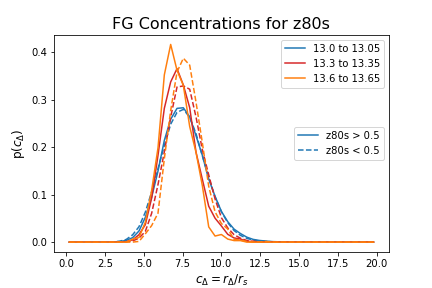 FG Concentrations for z80s
p(c_Δ)
0.4
0.3
0.2
0.1
0.0
13.0 to 13.05
13.3 to 13.35
13.6 to 13.65
z80s > 0.5
z80s < 0.5
0.0 2.5 5.0 7.5 10.0 12.5 15.0 17.5 20.0
c_Δ = r_Δ/r_s